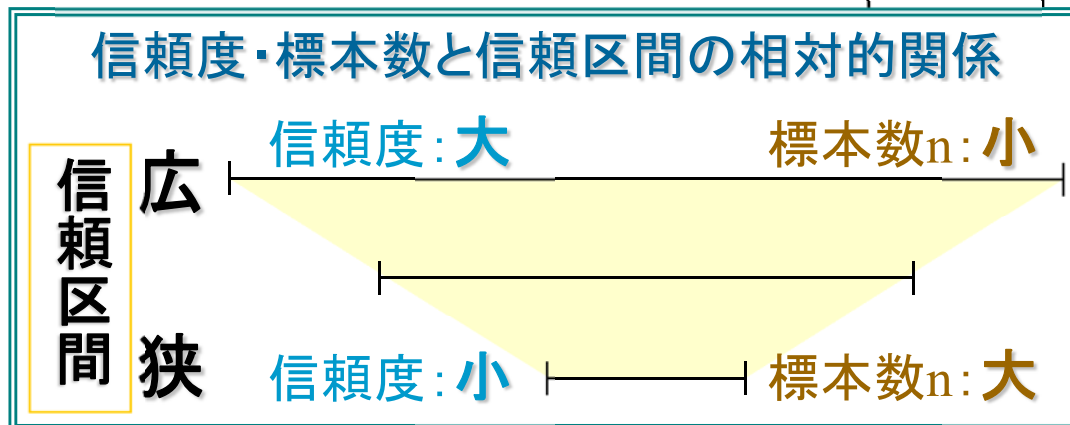 信頼度・標本数と信頼区間の相対的関係
信頼度：大
標本数n：小
信頼区間
広
狭
信頼度：小
標本数n：大